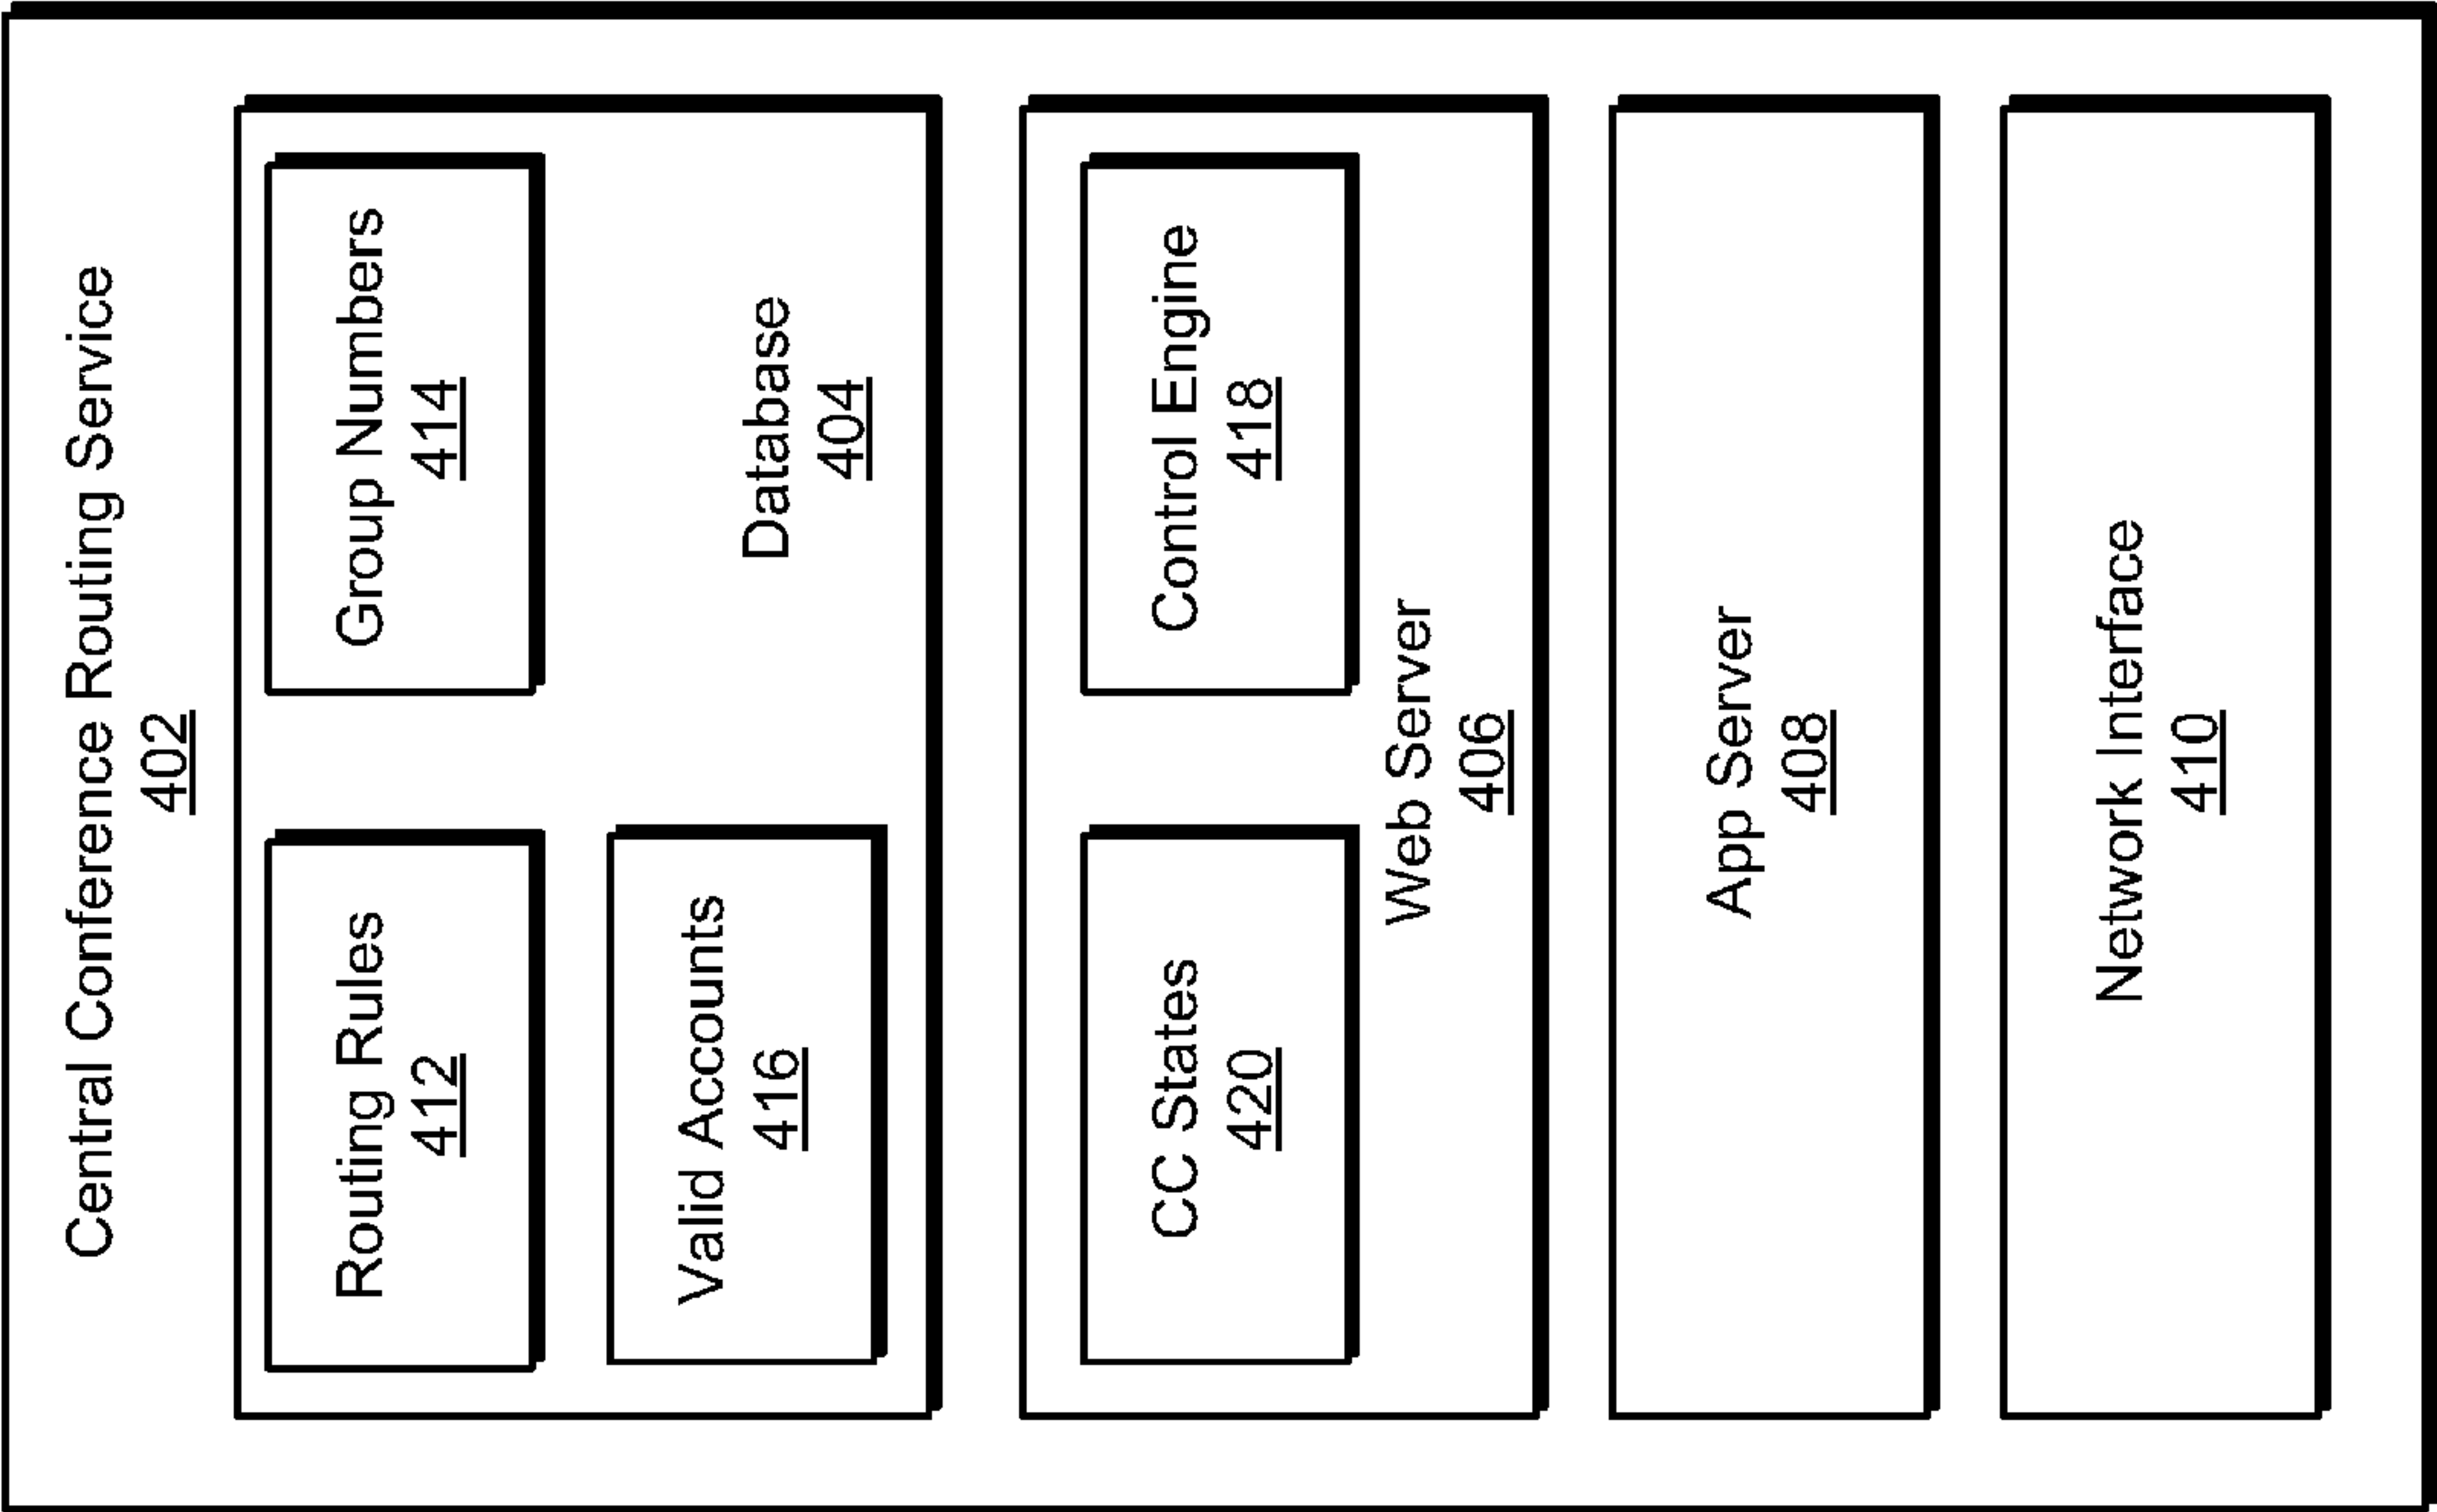 Central Conference Routing Service
402
Routing Rules
412
Group Numbers
414
Valid Accounts
416
Database
404
CC States
420
Control Engine
418
Web Server
406
App Server
408
Network Interface
410